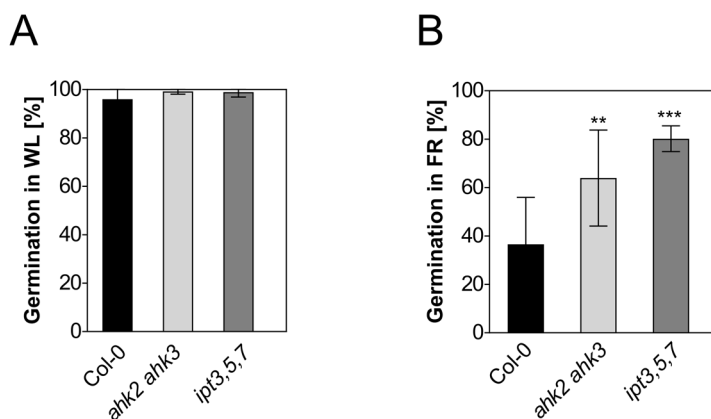 A
Germination in WL [%]
100
80
60
40
20
0
Col-0
ahk2 ahk3
ipt3,5,7
B
Germination in FR [%]
100
80
60
40
20
0
**
***
Col-0
ahk2 ahk3
ipt3,5,7